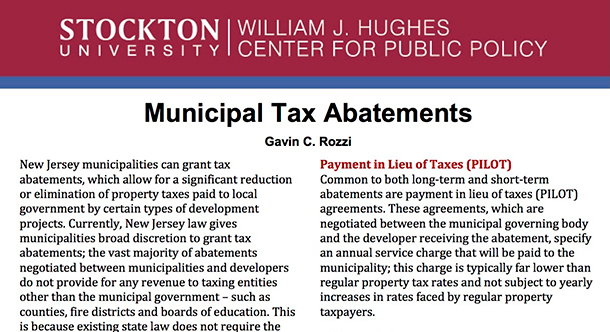 STOCKTON
UNIVERSITY
WILLIAM J. HUGHES
CENTER FOR PUBLIC POLICY
Municipal Tax Abatements
Gavin C. Rozzi
New Jersey municipalities can grant tax
abatements, which allow for a significant reduction
or elimination of property taxes paid to local
government by certain types of development
projects. Currently, New Jersey law gives
municipalities broad discretion to grant tax
abatements; the vast majority of abatements
negotiated between municipalities and developers
do not provide for any revenue to taxing entities
other than the municipal government – such as
counties, fire districts and boards of education. This
is because existing state law does not require the
Payment in Lieu of Taxes (PILOT)
Common to both long-term and short-term
abatements are payment in lieu of taxes (PILOT)
agreements. These agreements, which are
negotiated between the municipal governing body
and the developer receiving the abatement, specify
an annual service charge that will be paid to the
municipality; this charge is typically far lower than
regular property tax rates and not subject to yearly
increases in rates faced by regular property
taxpayers.